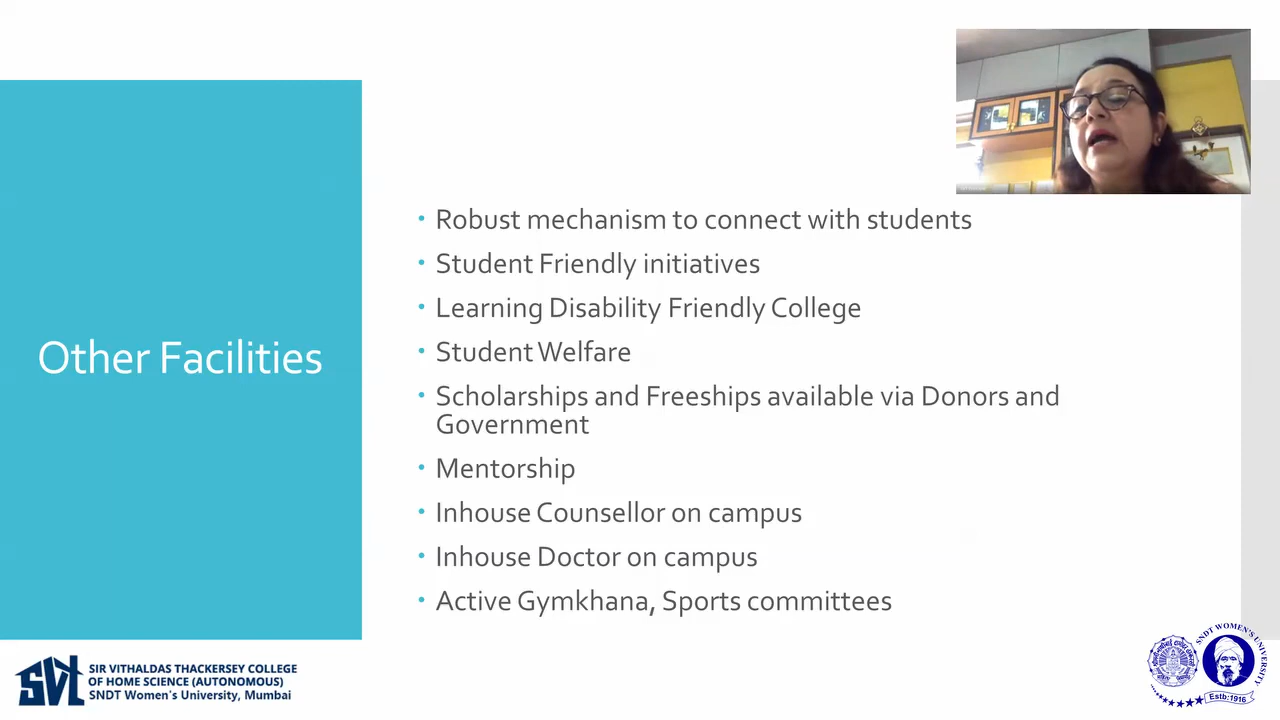 Other Facilities
Robust mechanism to connect with students
Student Friendly initiatives
Learning Disability Friendly College
Student Welfare
Scholarships and Freeships available via Donors and
Government
Mentorship
Inhouse Counsellor on campus
Inhouse Doctor on campus
Active Gymkhana, Sports committees
SVT
SIR VITHALDAS THACKERSEY COLLEGE
OF HOME SCIENCE (AUTONOMOUS)
SNDT Women's University, Mumbai
SNDT WOMEN'S UNIVERSITY
Estb:1916